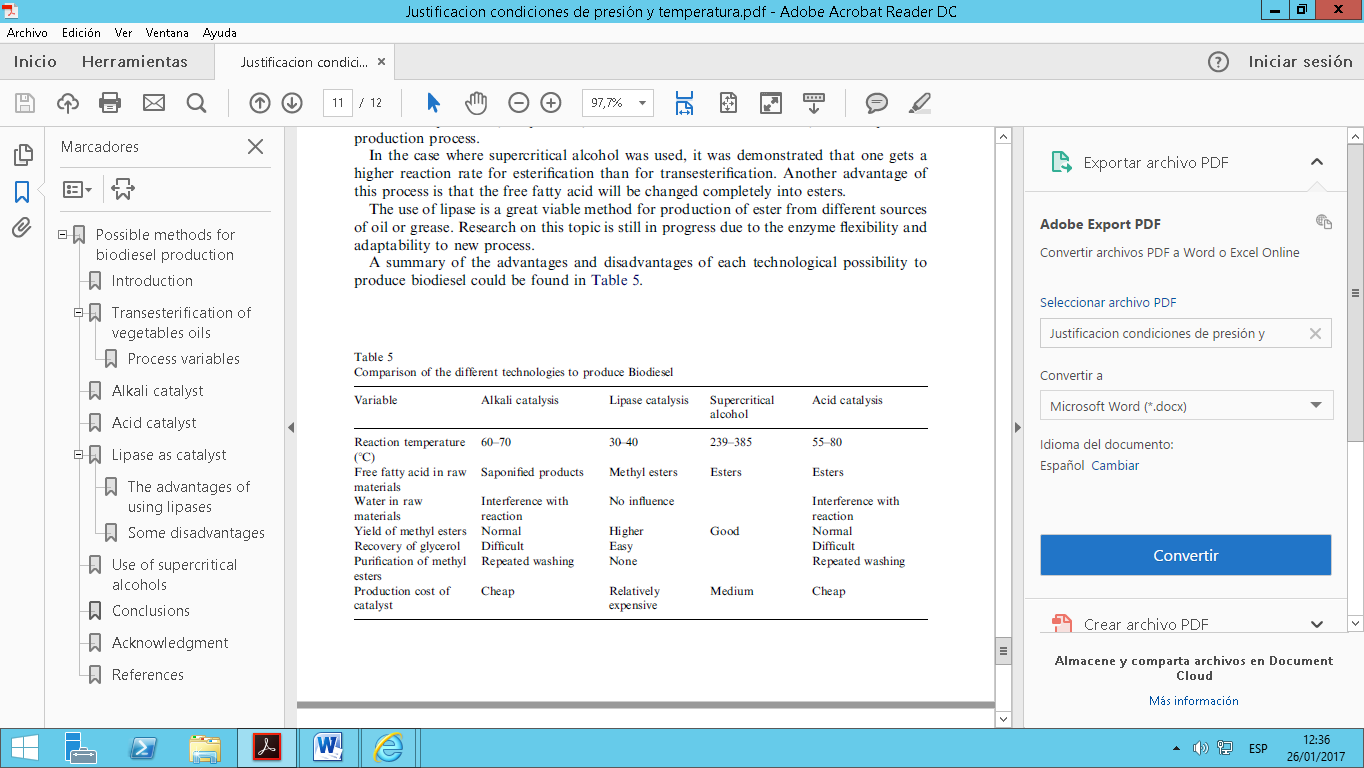 Justificacion condiciones de presión y temperatura.pdf - Adobe Acrobat Reader DC
Archivo Edición Ver Ventana Ayuda
Inicio Herramientas Justificacion condici... × ? Iniciar sesión
11 / 12 97,7%
Marcadores
Possible methods for
biodiesel production
Introduction
Transesterification of
vegetables oils
Process variables
Alkali catalyst
Acid catalyst
Lipase as catalyst
The advantages of
using lipases
Some disadvantages
Use of supercritical
alcohols
Conclusions
Acknowledgment
References
production process.
In the case where supercritical alcohol was used, it was demonstrated that one gets a
higher reaction rate for esterification than for transesterification. Another advantage of
this process is that the free fatty acid will be changed completely into esters.
The use of lipase is a great viable method for production of ester from different sources
of oil or grease. Research on this topic is still in progress due to the enzyme flexibility and
adaptability to new process.
A summary of the advantages and disadvantages of each technological possibility to
produce biodiesel could be found in Table 5.
Table 5
Comparison of the different technologies to produce Biodiesel
Variable Alkali catalysis Lipase catalysis Supercritical Acid catalysis
alcohol
Reaction temperature 60–70 30–40 239–385 55–80
(°C)
Free fatty acid in raw Saponified products Methyl esters Esters Esters
materials
Water in raw Interference with No influence Interference with
materials reaction reaction
Yield of methyl esters Normal Higher Good Normal
Recovery of glycerol Difficult Easy Difficult
Purification of methyl Repeated washing None Repeated washing
esters
Production cost of Cheap Relatively Medium Cheap
catalyst expensive
Exportar archivo PDF
Adobe Export PDF
Convertir archivos PDF a Word o Excel Online
Seleccionar archivo PDF
Justificacion condiciones de presión y
Convertir a
Microsoft Word (*.docx)
Idioma del documento:
Español Cambiar
Convertir
Crear archivo PDF
Almacene y comparta archivos en Document
Cloud
Más información
ESP
12:36
26/01/2017